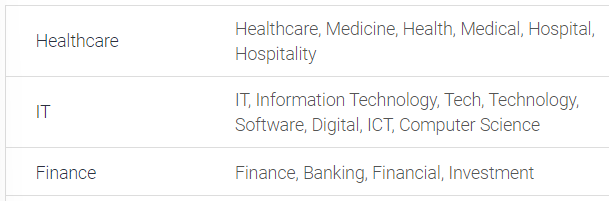 Healthcare
Healthcare, Medicine, Health, Medical, Hospital,
Hospitality
IT
IT, Information Technology, Tech, Technology,
Software, Digital, ICT, Computer Science
Finance
Finance, Banking, Financial, Investment